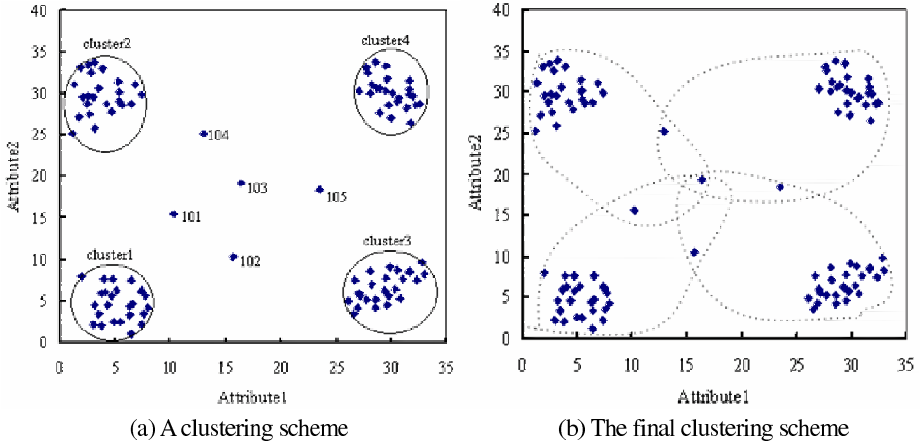 40
35
30
25
20
15
10
5
0
Attribute2
cluster2
cluster4
104
103
105
101
102
cluster1
cluster3
0 5 10 15 20 25 30 35
Attribute1
(a) A clustering scheme
40
35
30
25
20
15
10
5
0
Attribute2
0 5 10 15 20 25 30 35
Attribute1
(b) The final clustering scheme